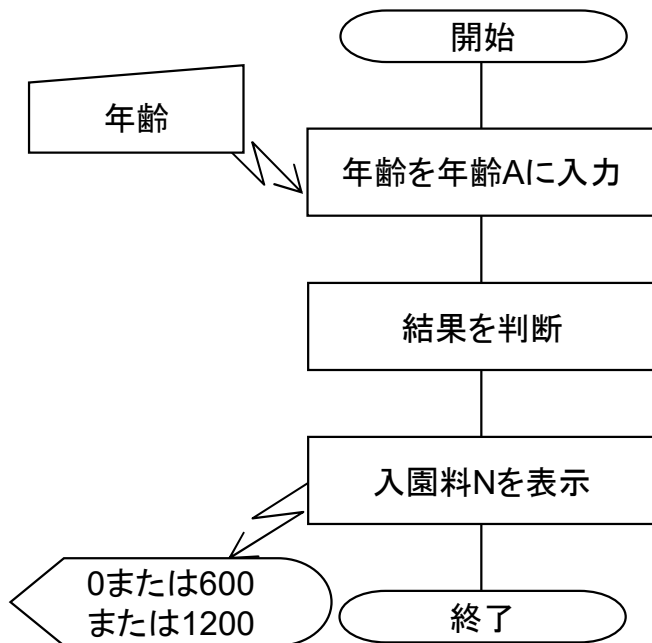 開始
年齢
年齢を年齢Aに入力
結果を判断
入園料Nを表示
0または600
または1200
終了